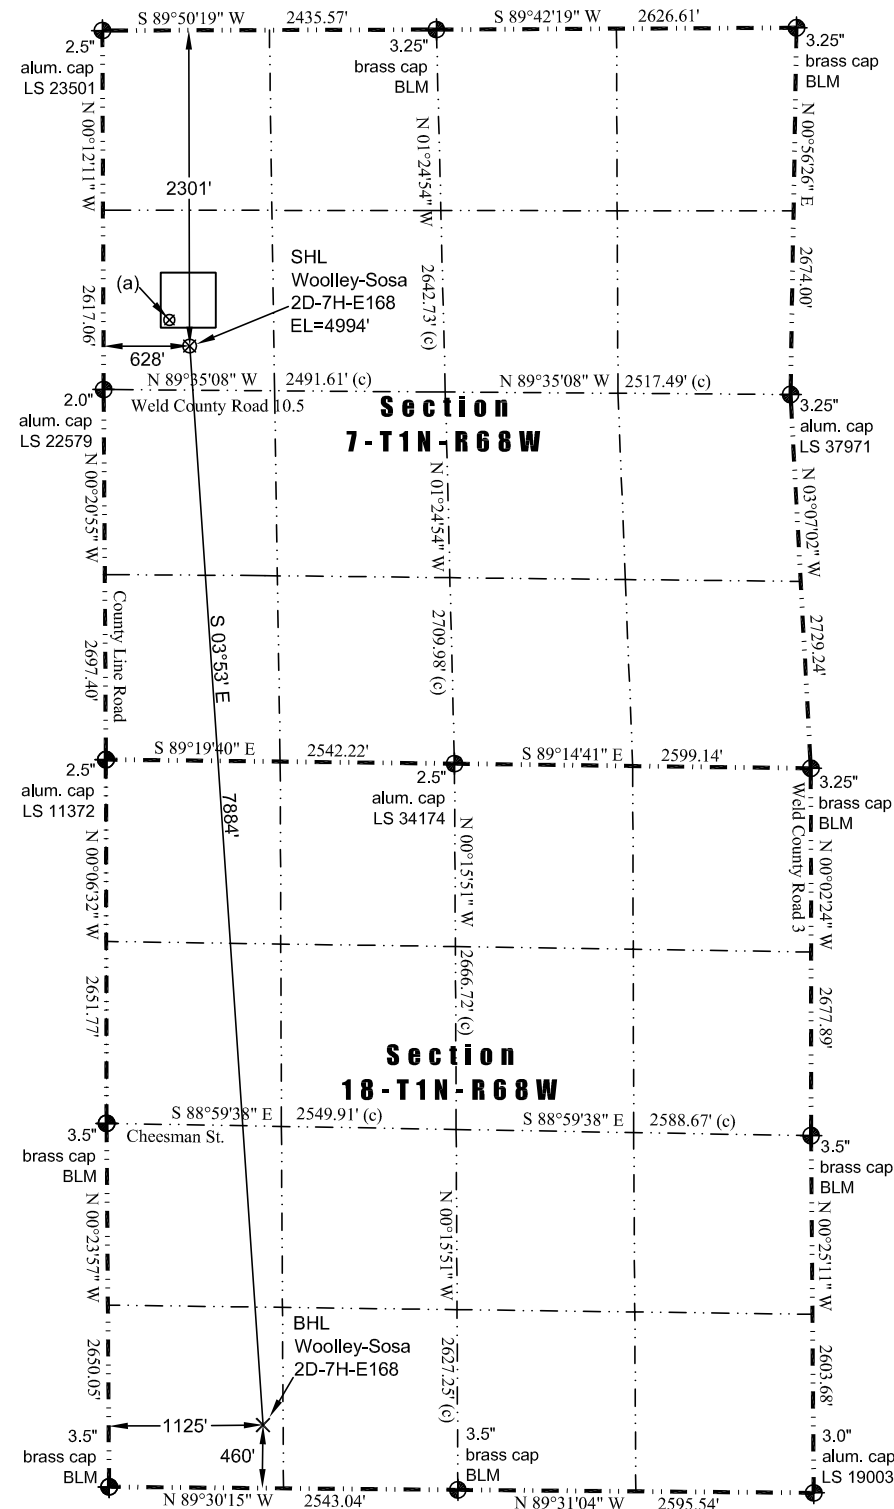 S 89°50'19" W 2435.57' S 89°42'19" W 2626.61'
2.5"
alum. cap
LS 23501
3.25"
brass cap
BLM
3.25"
brass cap
BLM
N 00°12'11" W
2617.06'
N 01°24'54" W
2642.73' (c)
N 00°56'26" E
2674.00'
2301'
(a)
SHL
Woolley-Sosa
2D-7H-E168
EL=4994'
628'
N 89°35'08" W 2491.61' (c) N 89°35'08" W 2517.49' (c)
Weld County Road 10.5
2.0"
alum. cap
LS 22579
Section
7-T1N-R68W
3.25"
alum. cap
LS 37971
N 00°20'55" W
2697.40'
County Line Road
N 01°24'54" W
2709.98' (c)
N 03°07'02" W
2729.24'
S 03°53' E
7884'
S 89°19'40" E 2542.22' S 89°14'41" E 2599.14'
2.5"
alum. cap
LS 11372
2.5"
alum. cap
LS 34174
3.25"
brass cap
BLM
Weld County Road 3
N 00°06'32" W
2651.77'
N 00°15'51" W
2666.72' (c)
N 00°02'24" W
2677.89'
Section
18-T1N-R68W
S 88°59'38" E 2549.91' (c) S 88°59'38" E 2588.67' (c)
Cheesman St.
3.5"
brass cap
BLM
3.5"
brass cap
BLM
N 00°23'57" W
2650.05'
N 00°15'51" W
2627.25' (c)
N 00°25'11" W
2603.68'
BHL
Woolley-Sosa
2D-7H-E168
1125'
460'
3.5"
brass cap
BLM
3.5"
brass cap
BLM
3.0"
alum. cap
LS 19003
N 89°30'15" W 2543.04' N 89°31'04" W 2595.54'